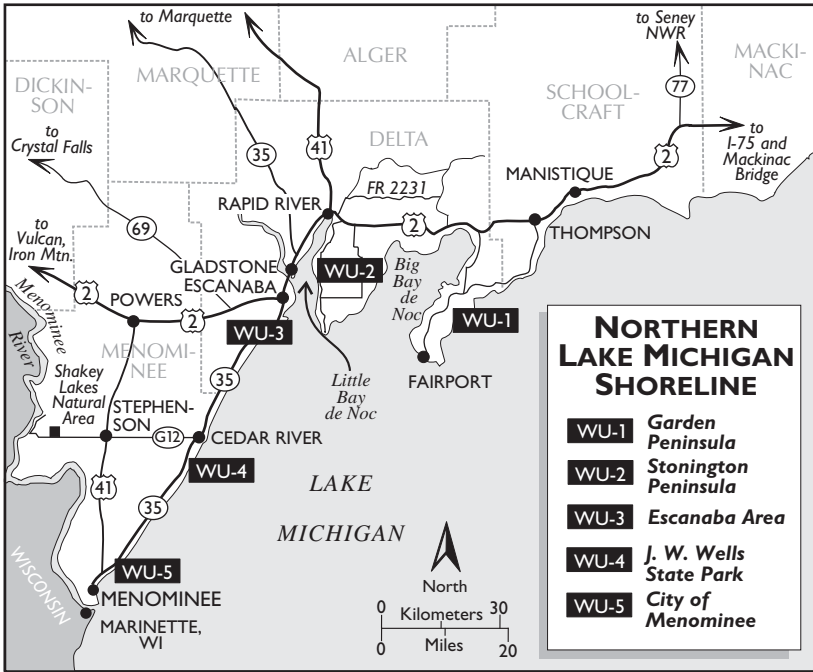 to Marquette
to Seney
NWR
ALGER
MACKI-
NAC
MARQUETTE
DICKIN-
SON
SCHOOL-
CRAFT
77
to
Crystal Falls
35
41
DELTA
to
I-75 and
Mackinac
Bridge
2
MANISTIQUE
FR 2231
RAPID RIVER
2
THOMPSON
69
to
Vulcan,
Iron Mtn.
GLADSTONE
ESCANABA
WU-2
Big
Bay
de
Noc
2
POWERS
2
WU-3
WU-1
Menominee
River
MENOMI-
NEE
FAIRPORT
Little
Bay
de Noc
35
Shakey
Lakes
Natural
Area
STEPHEN-
SON
G12
CEDAR RIVER
WU-4
41
35
LAKE
MICHIGAN
WISCONSIN
WU-5
MENOMINEE
MARINETTE,
WI
North
0 Kilometers 30
0 Miles 20
NORTHERN
LAKE MICHIGAN
SHORELINE
WU-1 Garden
Peninsula
WU-2 Stonington
Peninsula
WU-3 Escanaba Area
WU-4 J. W. Wells
State Park
WU-5 City of
Menominee